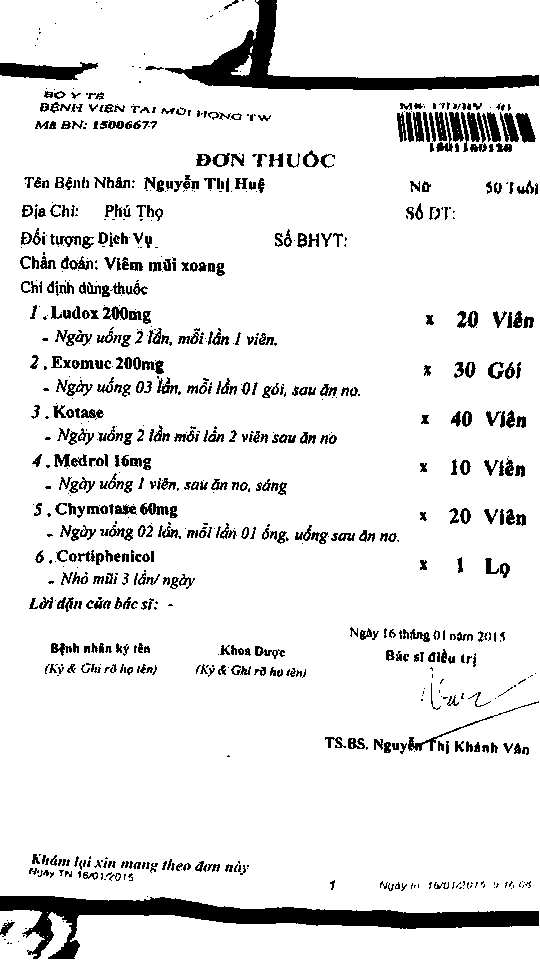 BỘ Y TẾ
BỆNH VIỆN TAI MŨI HỌNG TW
Mã BN: 15006677
1501160128
ĐƠN THUỐC
Tên Bệnh Nhân: Nguyễn Thị Huệ Nữ 50 Tuổi
Địa Chỉ: Phú Thọ Số DT:
Đối tượng: Dịch Vụ Số BHYT:
Chẩn đoán: Viêm mũi xoang
Chỉ định dùng thuốc
1 . Ludox 200mg x 20 Viên
- Ngày uống 2 lần, mỗi lần 1 viên.
2 . Exomuc 200mg x 30 Gói
- Ngày uống 03 lần, mỗi lần 01 gói, sau ăn no.
3 . Kotase x 40 Viên
- Ngày uống 2 lần mỗi lần 2 viên sau ăn no
4 . Medrol 16mg x 10 Viên
- Ngày uống 1 viên, sau ăn no, sáng
5 . Chymotase 60mg x 20 Viên
- Ngày uống 02 lần, mỗi lần 01 ống, uống sau ăn no.
6 . Cortiphenicol x 1 Lọ
- Nhỏ mũi 3 lần/ ngày
Lời dặn của bác sĩ: -
Ngày 16 tháng 01 năm 2015
Bệnh nhân ký tên Khoa Dược Bác sĩ điều trị
(Ký & Ghi rõ họ tên) (Ký & Ghi rõ họ tên)
TS.BS. Nguyễn Thị Khánh Vân
Khám lại xin mang theo đơn này
Ngày TN 16/01/2015
1 Ngày in 16/01/2015